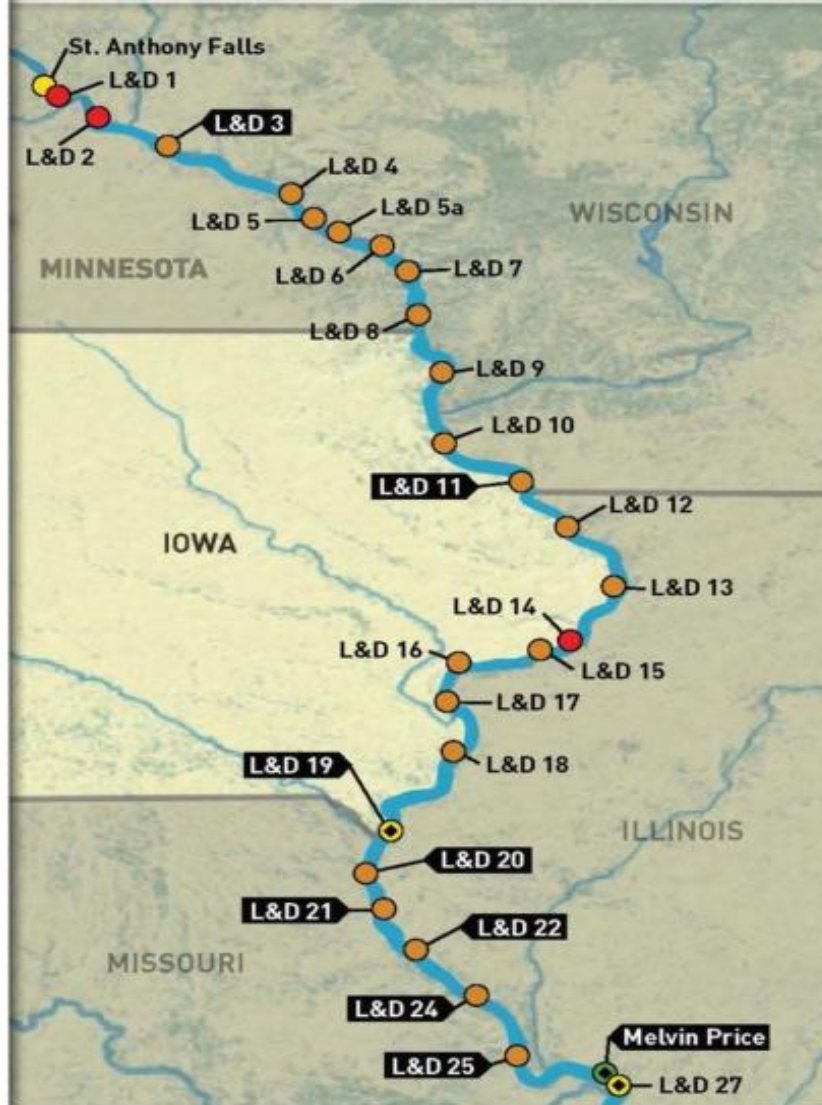 St. Anthony Falls
L&D 1
L&D 3
L&D 2
L&D 4
L&D 5a
L&D 5
WISCONSIN
MINNESOTA
L&D 6
L&D 7
L&D 8
L&D 9
L&D 10
L&D 11
L&D 12
IOWA
L&D 13
L&D 14
L&D 16
L&D 15
L&D 17
L&D 19
L&D 18
ILLINOIS
L&D 20
L&D 21
L&D 22
MISSOURI
L&D 24
Melvin Price
L&D 25
L&D 27